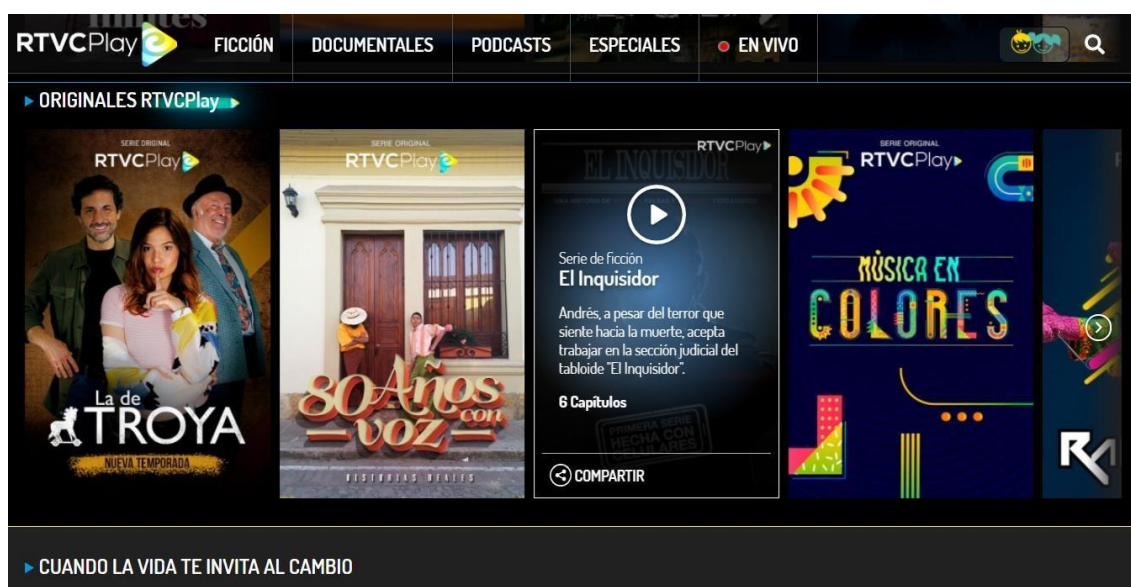 RTVCPlay
FICCIÓN
DOCUMENTALES
PODCASTS
ESPECIALES
EN VIVO
ORIGINALES RTVCPlay
SERIE ORIGINAL
RTVCPlay
La de
TROYA
NUEVA TEMPORADA
SERIE ORIGINAL
RTVCPlay
80 Años
con
VOZ
HISTORIAS REALES
RTVCPlay
EL INQUISIDOR
Serie de ficción
El Inquisidor
Andrés, a pesar del terror que
siente hacia la muerte, acepta
trabajar en la sección judicial del
tabloide "El Inquisidor".
6 Capítulos
PRIMERA SERIE
HECHA CON
CELULARES
COMPARTIR
SERIE ORIGINAL
RTVCPlay
MÚSICA EN
COLORES
CUANDO LA VIDA TE INVITA AL CAMBIO